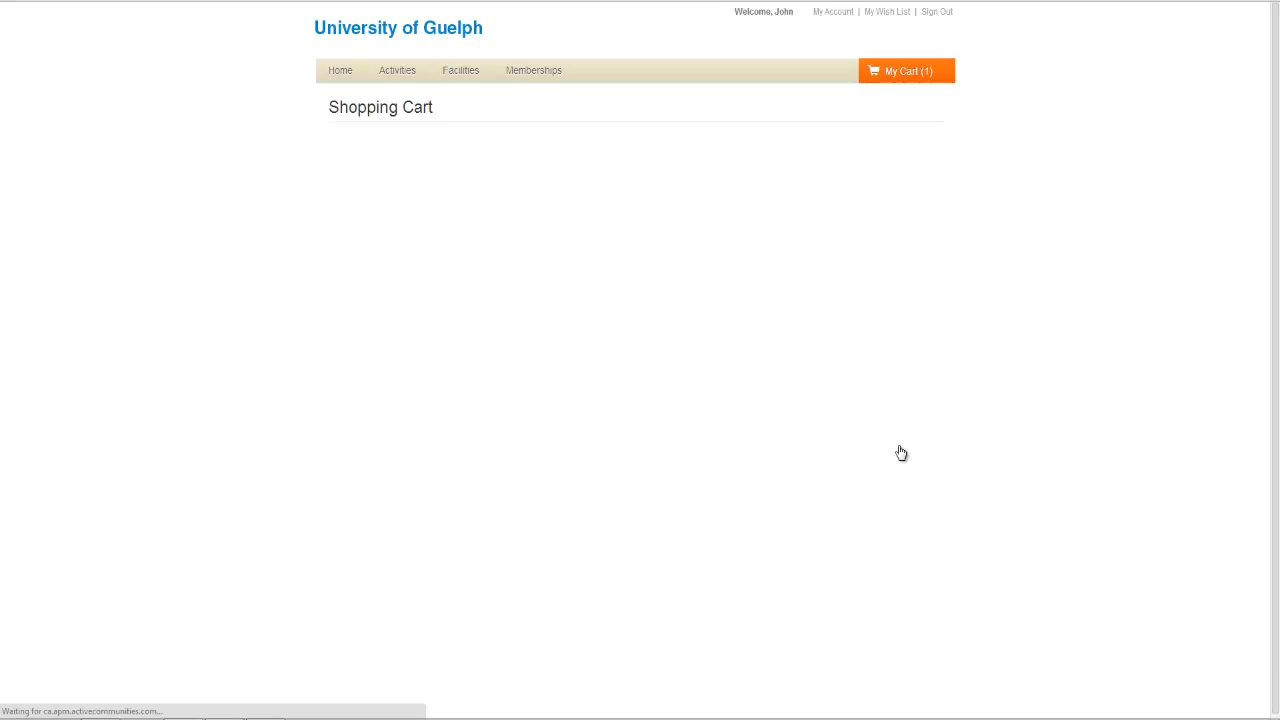 Welcome, John My Account | My Wish List | Sign Out
University of Guelph
Home Activities Facilities Memberships My Cart (1)
Shopping Cart
Waiting for ca.apm.activecommunities.com...